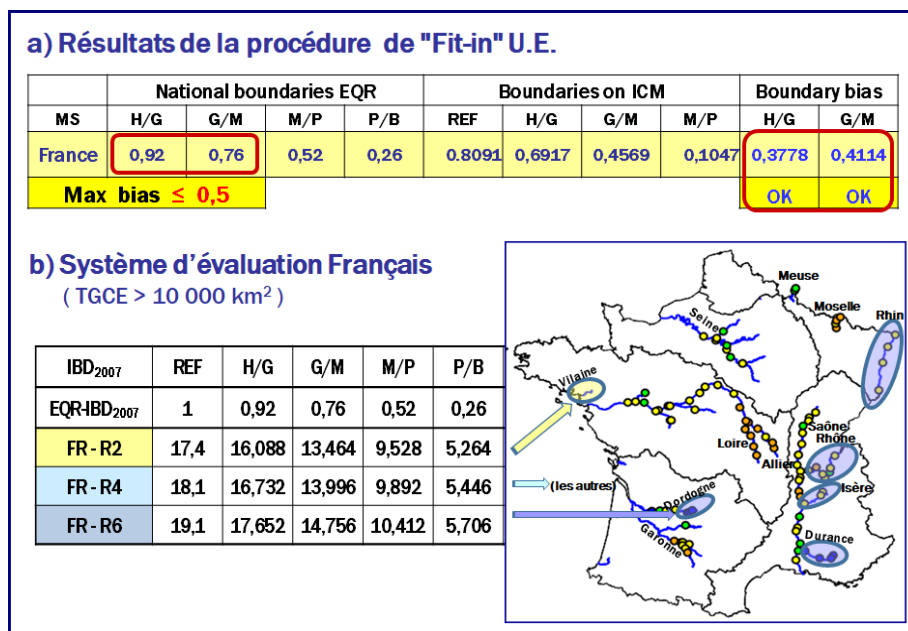 a) Résultats de la procédure de "Fit-in" U.E.
National boundaries EQR Boundaries on ICM Boundary bias
MS H/G G/M M/P P/B REF H/G G/M M/P H/G G/M
France 0,92 0,76 0,52 0,26 0.8091 0,6917 0,4569 0,1047 0,3778 0,4114
Max bias ≤ 0,5 OK OK
b) Système d'évaluation Français
( TGCE > 10 000 km²)
IBD2007 REF H/G G/M M/P P/B
EQR-IBD2007 1 0,92 0,76 0,52 0,26
FR - R2 17,4 16,088 13,464 9,528 5,264
FR - R4 18,1 16,732 13,996 9,892 5,446
FR - R6 19,1 17,652 14,756 10,412 5,706
Meuse
Moselle
Rhin
Seine
Vilaine
Saône
Rhône
Loire
Allier
Isère
(les autres)
Dordogne
Garonne
Durance